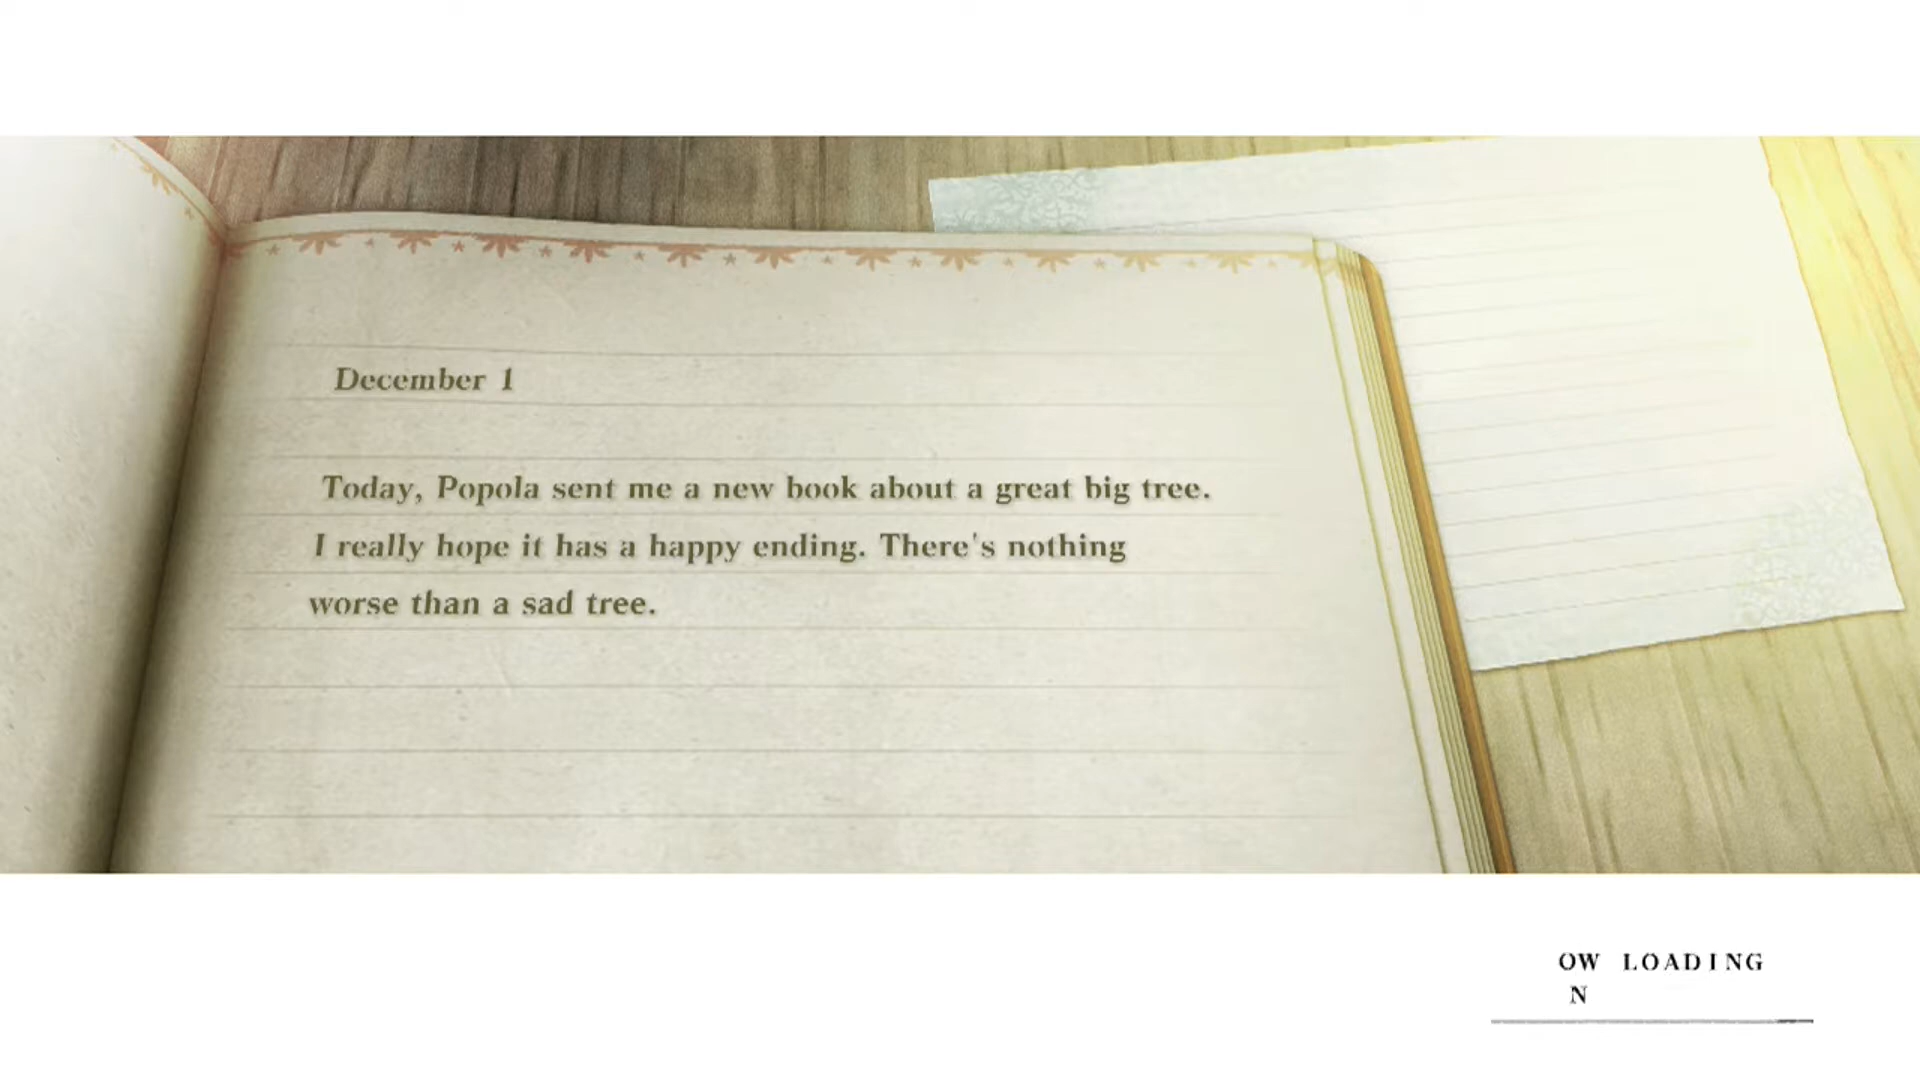 December 1
Today, Popola sent me a new book about a great big tree.
I really hope it has a happy ending. There's nothing
worse than a sad tree.
OW LOADING
N